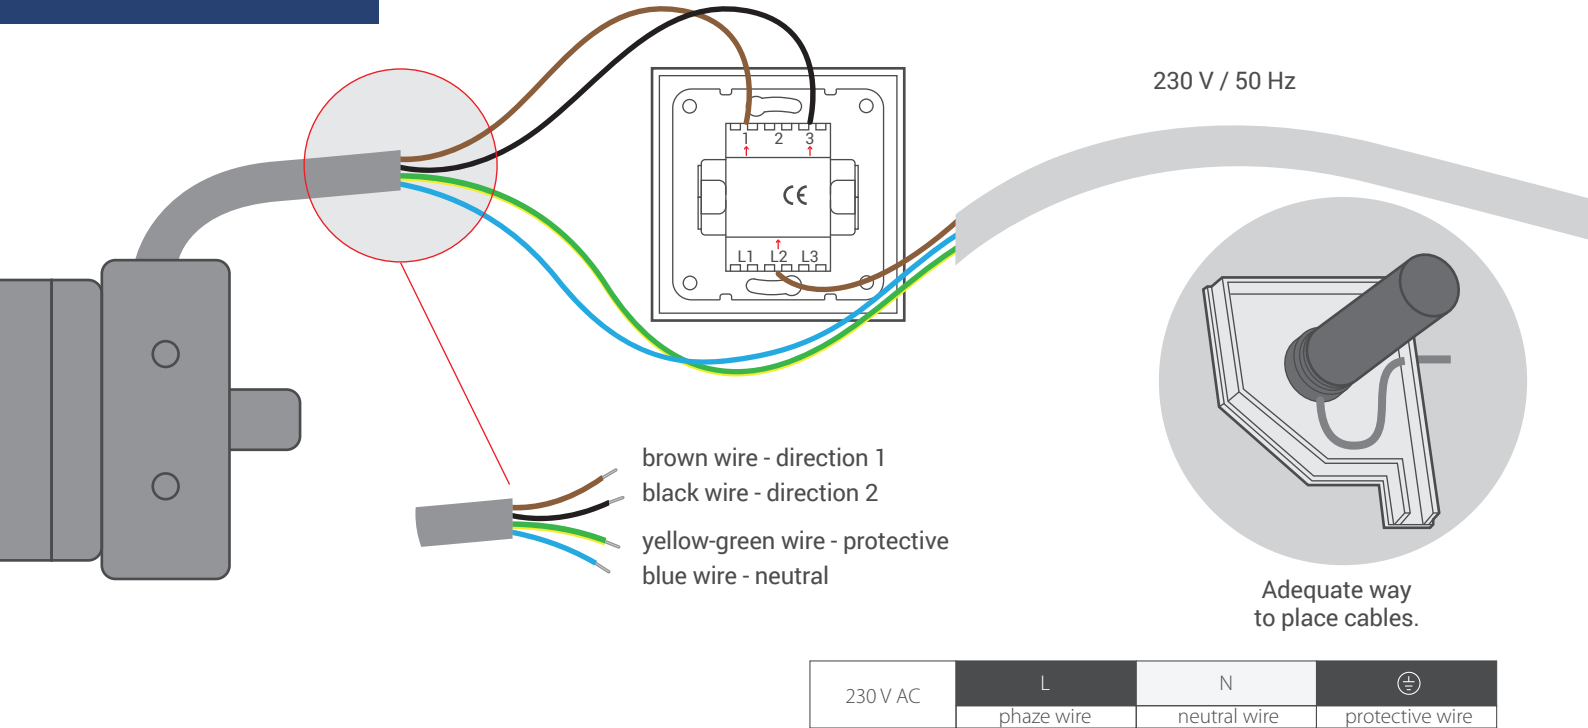 230 V / 50 Hz
1 2 3
CE
L1 L2 L3
brown wire - direction 1
black wire - direction 2
yellow-green wire - protective
blue wire - neutral
Adequate way
to place cables.
230 V AC
L N
phaze wire neutral wire protective wire